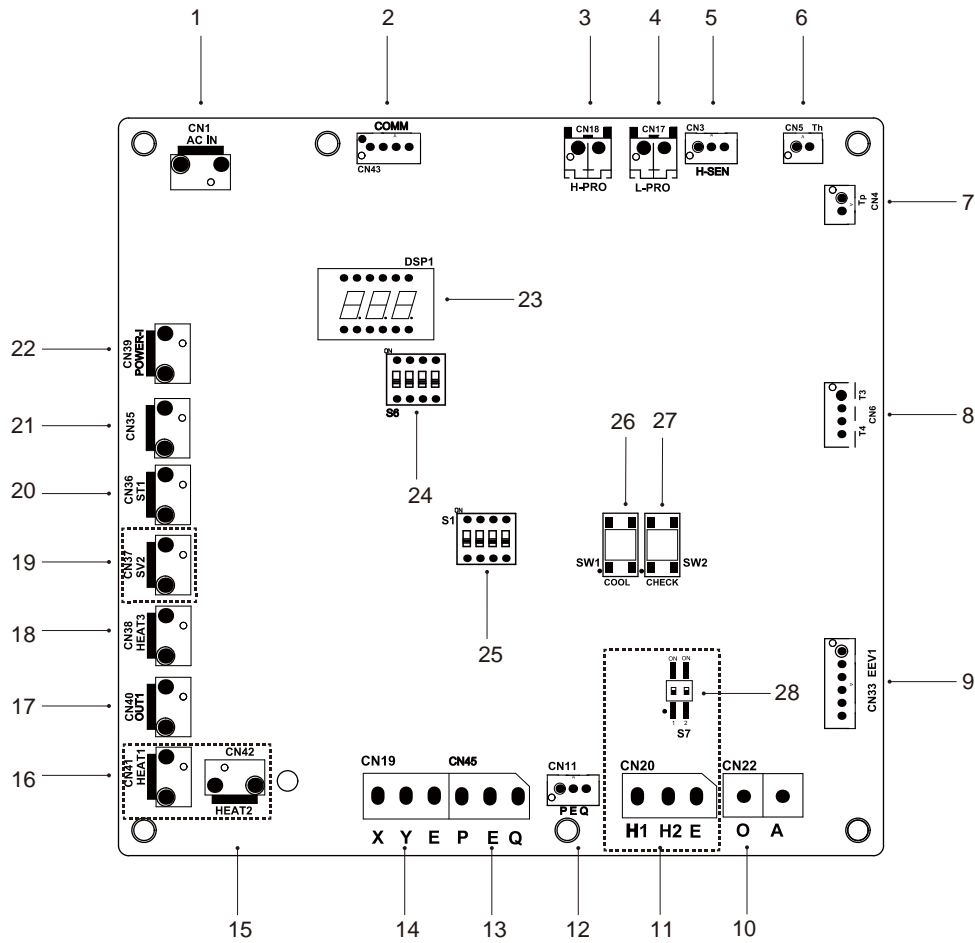 1 2 3 4 5 6
CN1
AC IN
COMM
CN43
CN18
H-PRO
CN17
L-PRO
CN3
H-SEN
CN5 Th
Tp
CN4
7
DSP1
23
22
CN39
POWER-I
ON
S6
24
21
CN35
T3
CN6
T4
8
20
CN36
ST1
26 27
ON
S1
25
SW1
COOL
SW2
CHECK
19
CN37
SV2
18
CN38
HEAT3
17
CN40
OUT1
EEV1
CN33
9
ON ON
1 2
S7
28
16
CN41
HEAT1
CN42
HEAT2
CN19 CN45
X Y E P E Q
CN11
P E Q
CN20
H1 H2 E
CN22
O A
15 14 13 12 11 10